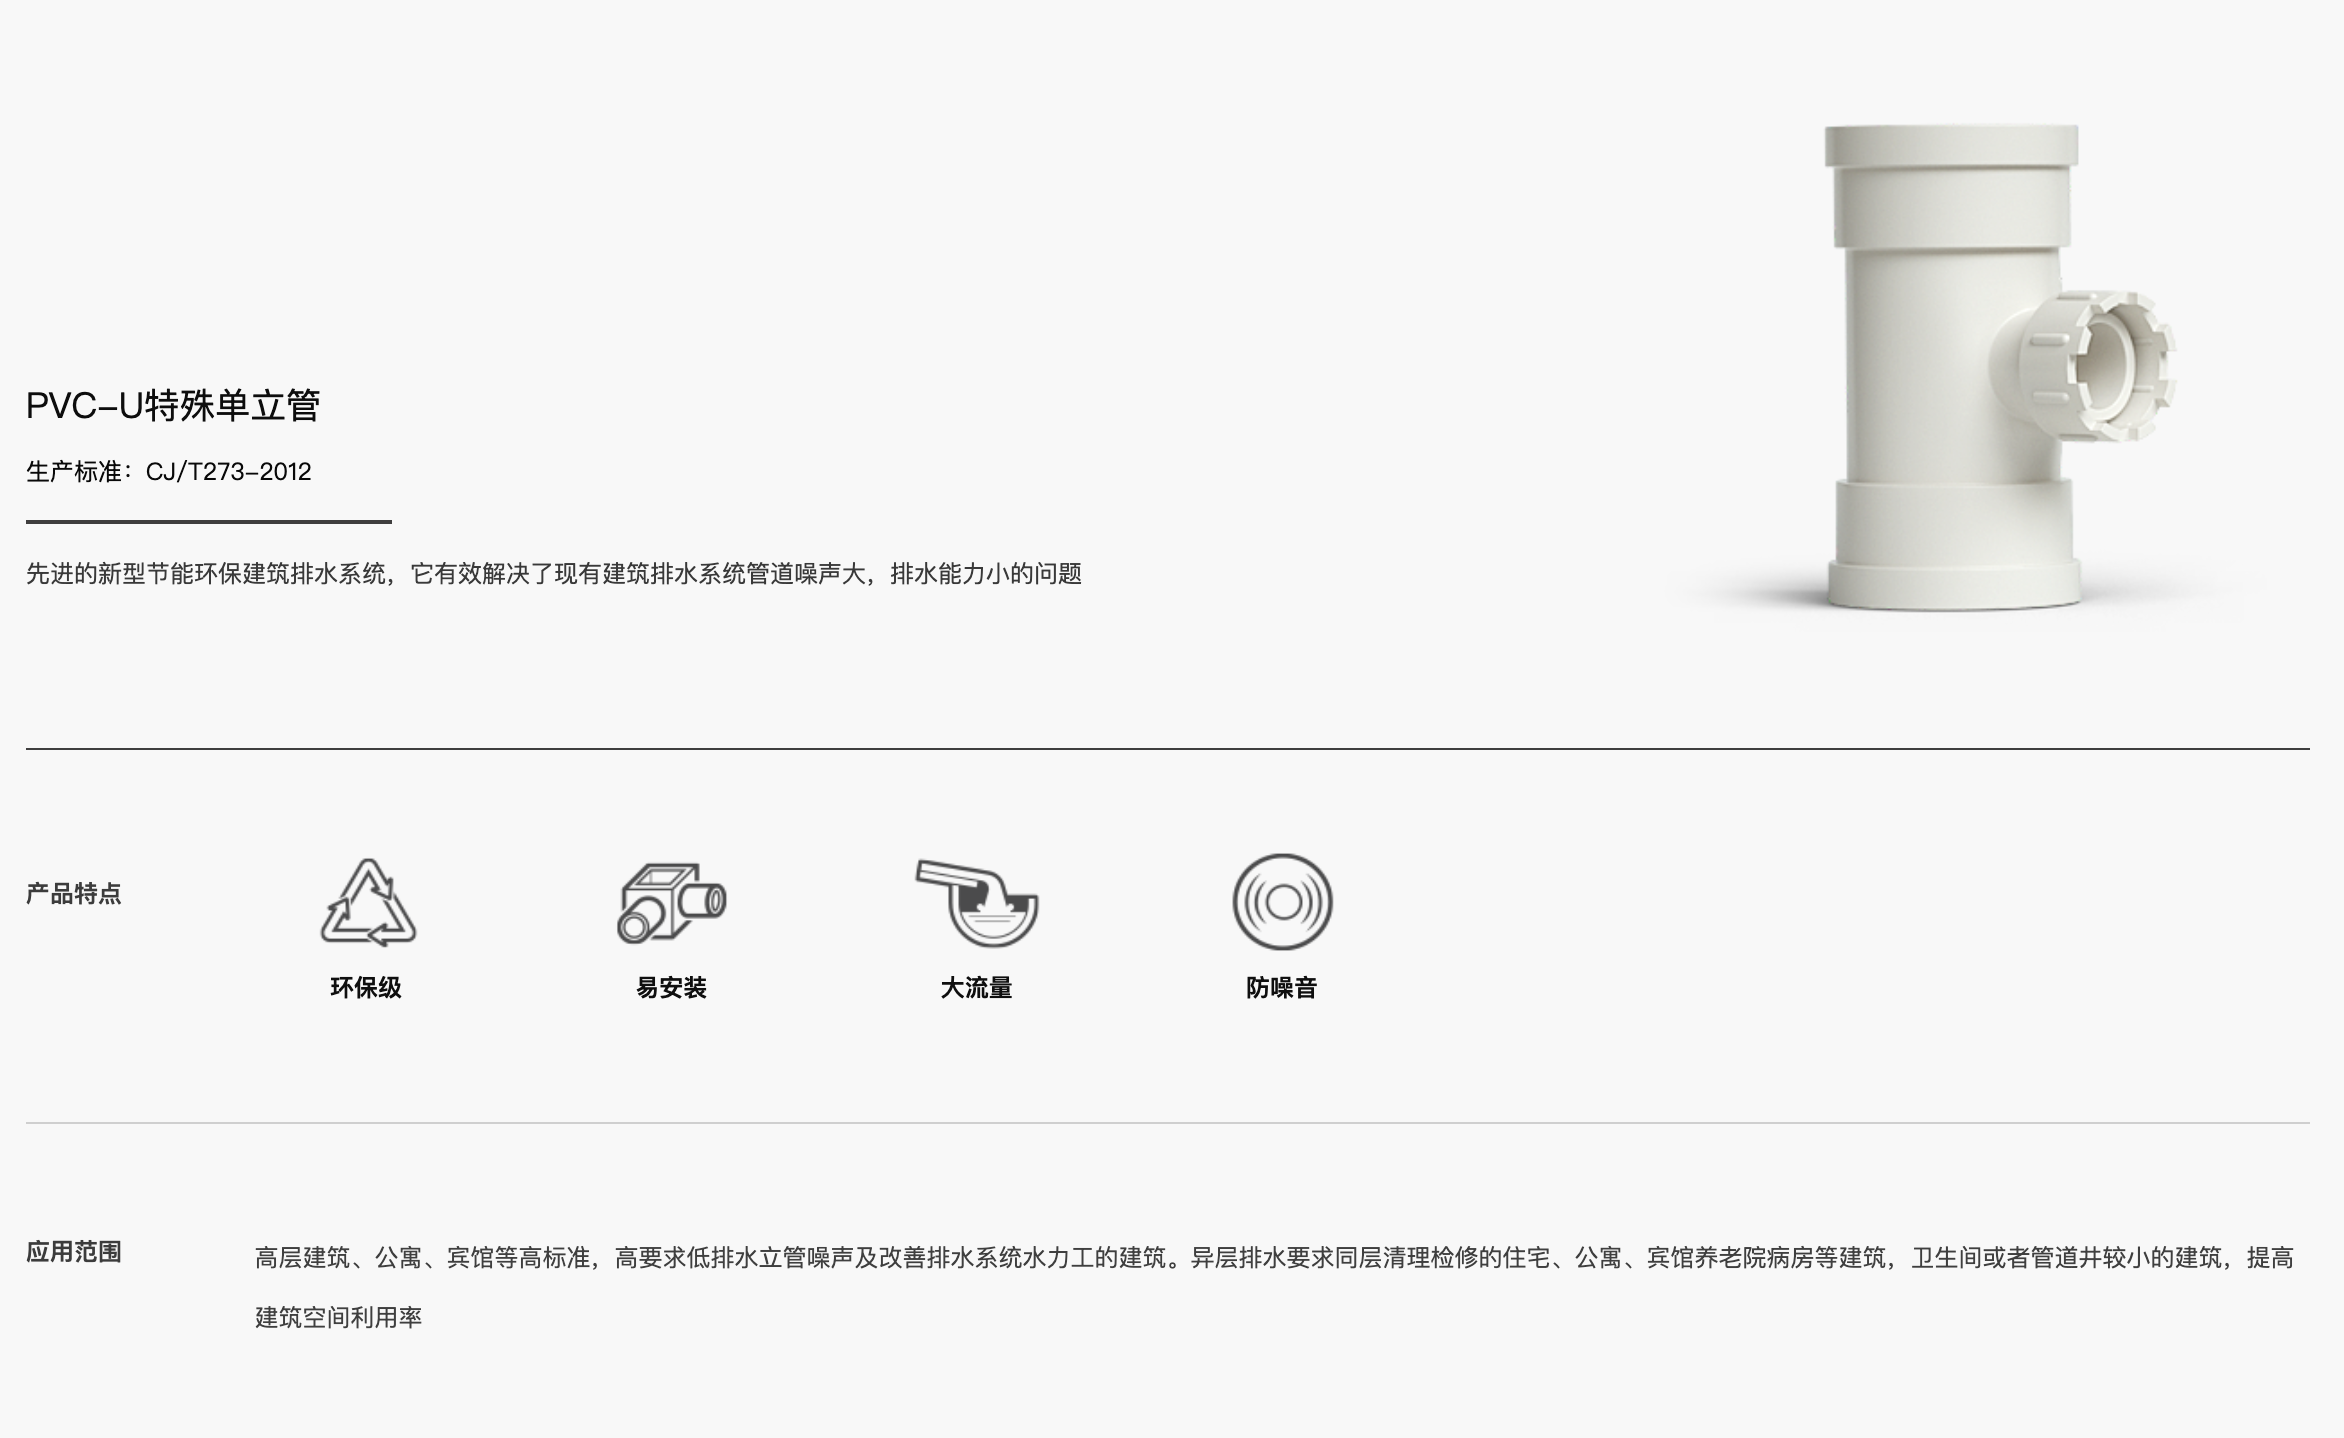 PVC-U特殊单立管
生产标准：CJ/T273-2012
先进的新型节能环保建筑排水系统，它有效解决了现有建筑排水系统管道噪声大，排水能力小的问题
产品特点
环保级
易安装
大流量
防噪音
应用范围
高层建筑、公寓、宾馆等高标准，高要求低排水立管噪声及改善排水系统水力工的建筑。异层排水要求同层清理检修的住宅、公寓、宾馆养老院病房等建筑，卫生间或者管道井较小的建筑，提高
建筑空间利用率